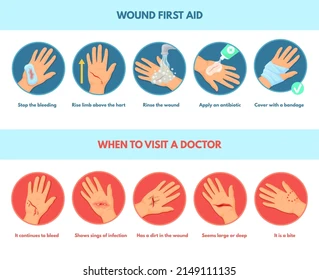 WOUND FIRST AID
Stop the bleeding
Rise limb above the hart
Rinse the wound
Apply an antibiotic
Cover with a bondage
WHEN TO VISIT A DOCTOR
It continues to bleed
Shows sings of infection
Has a dirt in the wound
Seems large or deep
It is a bite
shutterstock.com · 2149111135